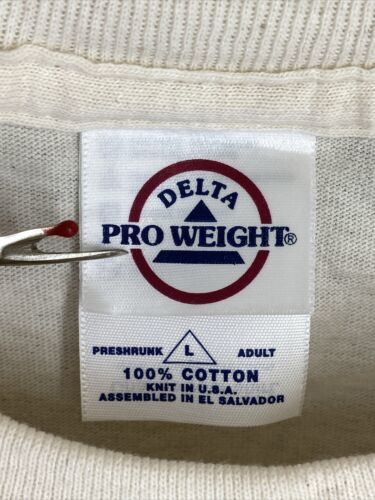 DELTA
PRO WEIGHT®
PRESHRUNK L ADULT
100% COTTON
KNIT IN U.S.A.
ASSEMBLED IN EL SALVADOR